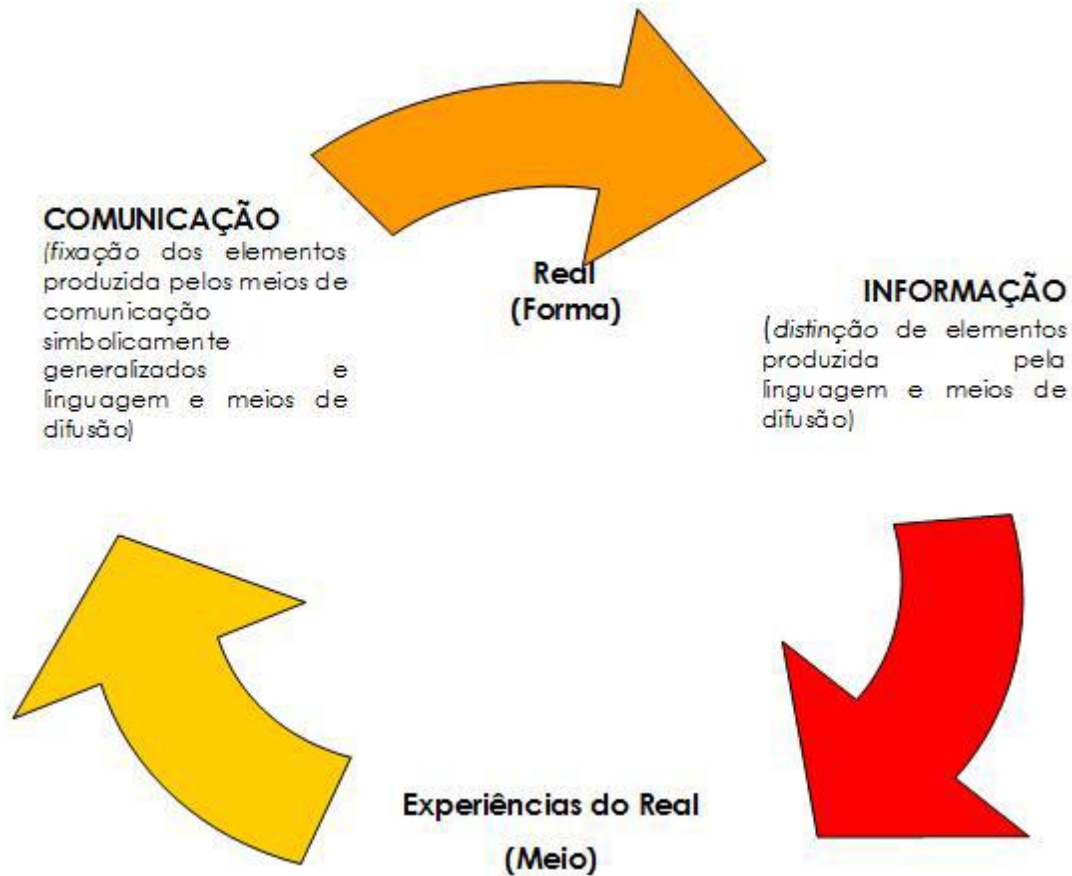 COMUNICAÇÃO
(fixação dos elementos
produzida pelos meios de
comunicação
simbolicamente
generalizados e
linguagem e meios de
difusão)
Real
(Forma)
INFORMAÇÃO
(distinção de elementos
produzida pela
linguagem e meios de
difusão)
Experiências do Real
(Meio)